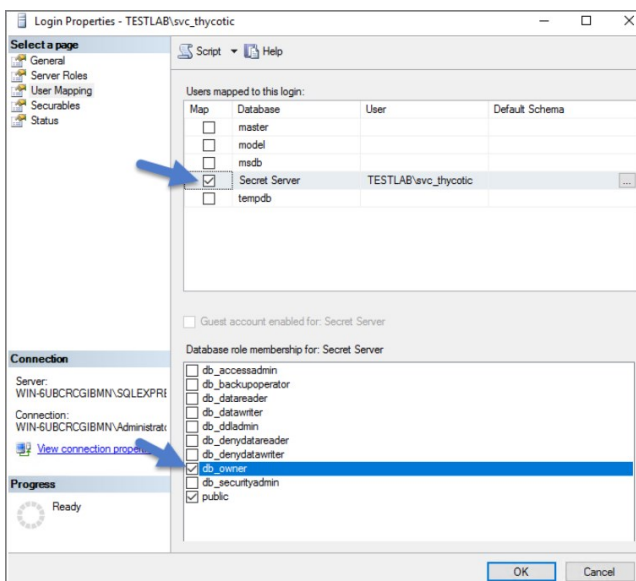 Login Properties - TESTLAB\svc_thycotic
Select a page
General
Server Roles
User Mapping
Securables
Status
Script
Help
Users mapped to this login:
Map Database User Default Schema
master
model
msdb
Secret Server TESTLAB\svc_thycotic ...
tempdb
Guest account enabled for: Secret Server
Database role membership for: Secret Server
db_accessadmin
db_backupoperator
db_datareader
db_datawriter
db_ddladmin
db_denydatareader
db_denydatawriter
db_owner
db_securityadmin
public
Connection
Server:
WIN-6UBCRCGIBMN\SQLEXPRE
Connection:
WIN-6UBCRCGIBMN\Administrato
View connection
Progress
Ready
OK Cancel